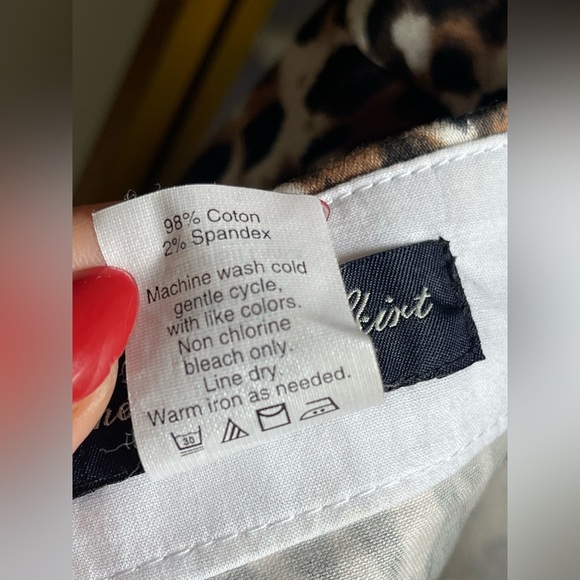 98% Coton
2% Spandex
Machine wash cold
gentle cycle,
with like colors.
Non chlorine
bleach only.
Line dry.
Warm iron as needed.
30